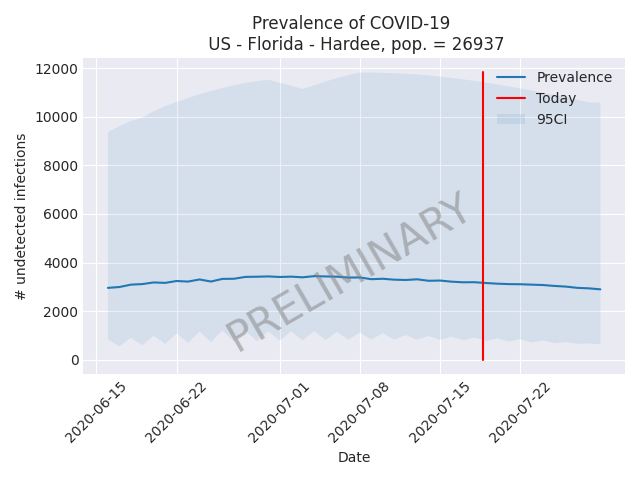 Prevalence of COVID-19
US - Florida - Hardee, pop. = 26937
# undetected infections
12000
10000
8000
6000
4000
2000
0
Prevalence
Today
95CI
PRELIMINARY
2020-06-15
2020-06-22
2020-07-01
2020-07-08
2020-07-15
2020-07-22
Date